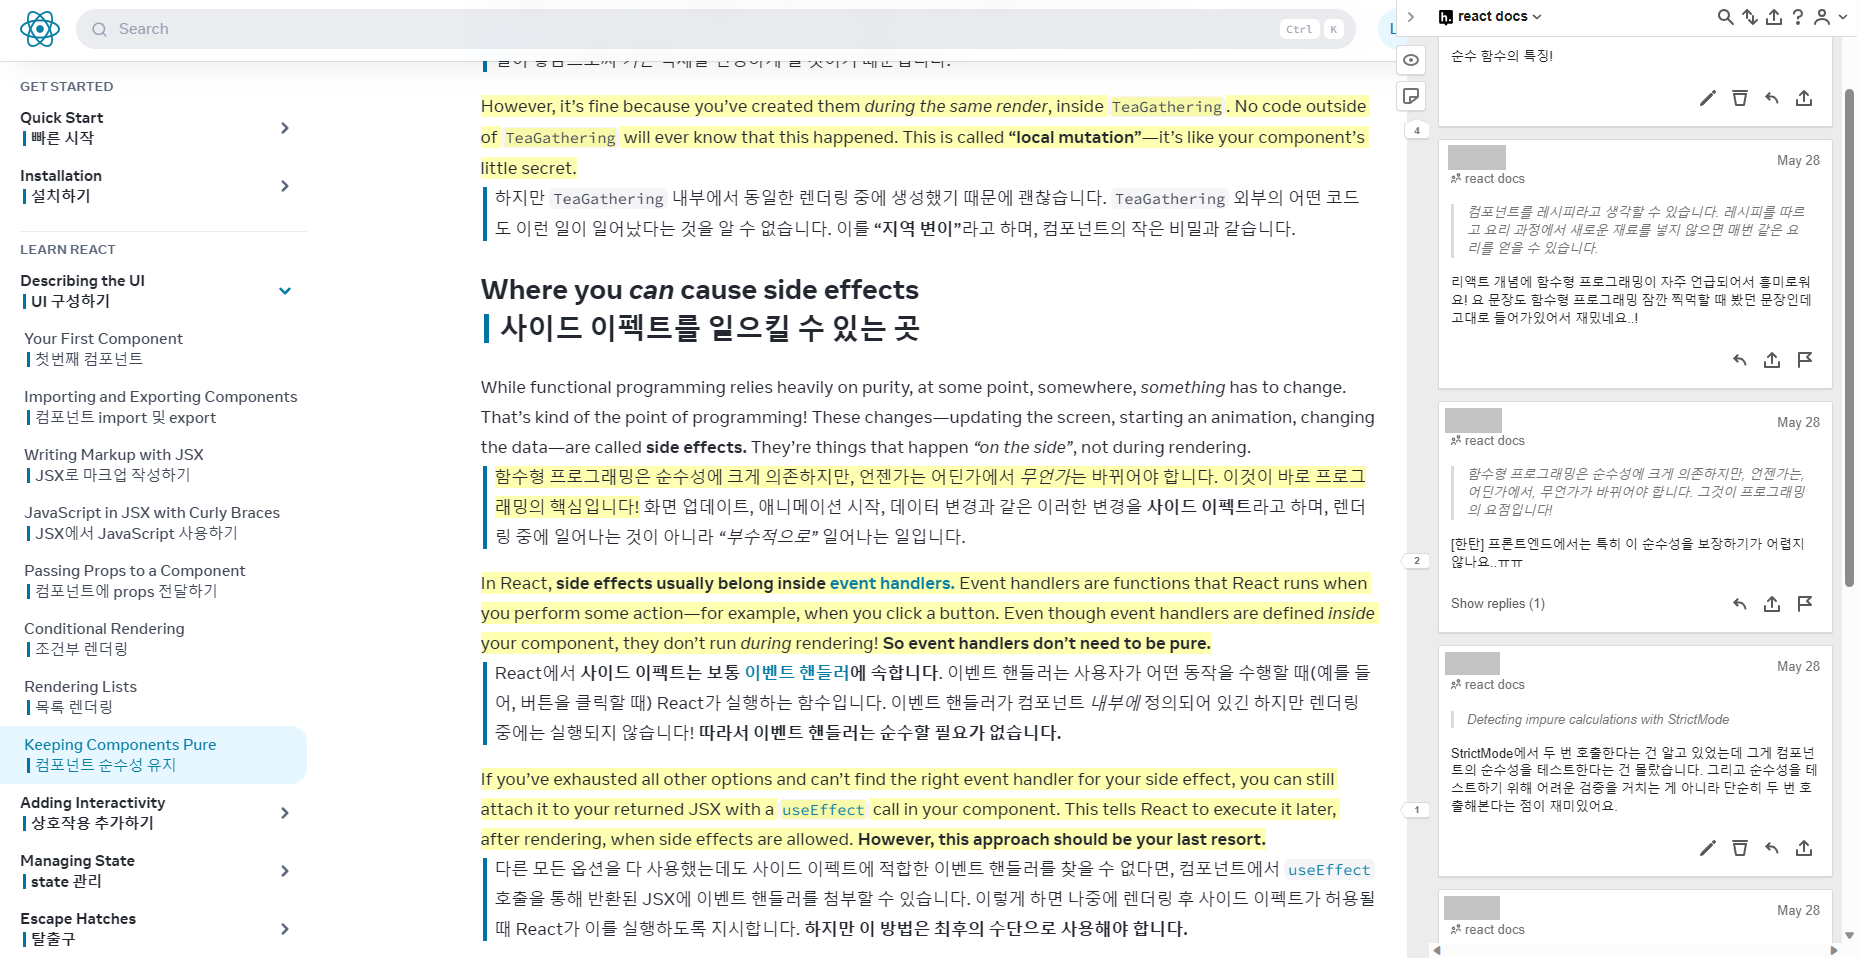 Search
Ctrl K
GET STARTED
Quick Start
빠른 시작
Installation
설치하기
LEARN REACT
Describing the UI
UI 구성하기
Your First Component
첫번째 컴포넌트
Importing and Exporting Components
컴포넌트 import 및 export
Writing Markup with JSX
JSX로 마크업 작성하기
JavaScript in JSX with Curly Braces
JSX에서 JavaScript 사용하기
Passing Props to a Component
컴포넌트에 props 전달하기
Conditional Rendering
조건부 렌더링
Rendering Lists
목록 렌더링
Keeping Components Pure
컴포넌트 순수성 유지
Adding Interactivity
상호작용 추가하기
Managing State
state 관리
Escape Hatches
탈출구
However, it’s fine because you’ve created them during the same render, inside TeaGathering. No code outside
of TeaGathering will ever know that this happened. This is called “local mutation”—it’s like your component’s
little secret.
하지만 TeaGathering 내부에서 동일한 렌더링 중에 생성했기 때문에 괜찮습니다. TeaGathering 외부의 어떤 코드
도 이런 일이 일어났다는 것을 알 수 없습니다. 이를 “지역 변이”라고 하며, 컴포넌트의 작은 비밀과 같습니다.
Where you can cause side effects
사이드 이펙트를 일으킬 수 있는 곳
While functional programming relies heavily on purity, at some point, somewhere, something has to change.
That’s kind of the point of programming! These changes—updating the screen, starting an animation, changing
the data—are called side effects. They’re things that happen “on the side”, not during rendering.
함수형 프로그래밍은 순수성에 크게 의존하지만, 언젠가는 어딘가에서 무언가는 바뀌어야 합니다. 이것이 바로 프로그
래밍의 핵심입니다! 화면 업데이트, 애니메이션 시작, 데이터 변경과 같은 이러한 변경을 사이드 이펙트라고 하며, 렌더
링 중에 일어나는 것이 아니라 “부수적으로” 일어나는 일입니다.
In React, side effects usually belong inside event handlers. Event handlers are functions that React runs when
you perform some action—for example, when you click a button. Even though event handlers are defined inside
your component, they don’t run during rendering! So event handlers don’t need to be pure.
React에서 사이드 이펙트는 보통 이벤트 핸들러에 속합니다. 이벤트 핸들러는 사용자가 어떤 동작을 수행할 때(예를 들
어, 버튼을 클릭할 때) React가 실행하는 함수입니다. 이벤트 핸들러가 컴포넌트 내부에 정의되어 있긴 하지만 렌더링
중에는 실행되지 않습니다! 따라서 이벤트 핸들러는 순수할 필요가 없습니다.
If you’ve exhausted all other options and can’t find the right event handler for your side effect, you can still
attach it to your returned JSX with a useEffect call in your component. This tells React to execute it later,
after rendering, when side effects are allowed. However, this approach should be your last resort.
다른 모든 옵션을 다 사용했는데도 사이드 이펙트에 적합한 이벤트 핸들러를 찾을 수 없다면, 컴포넌트에서 useEffect
호출을 통해 반환된 JSX에 이벤트 핸들러를 첨부할 수 있습니다. 이렇게 하면 나중에 렌더링 후 사이드 이펙트가 허용될
때 React가 이를 실행하도록 지시합니다. 하지만 이 방법은 최후의 수단으로 사용해야 합니다.
4
2
1
h. react docs
순수 함수의 특징!
May 28
react docs
컴포넌트를 레시피라고 생각할 수 있습니다. 레시피를 따르
고 요리 과정에서 새로운 재료를 넣지 않으면 매번 같은 요
리를 얻을 수 있습니다.
리액트 개념에 함수형 프로그래밍이 자주 언급되어서 흥미로워
요! 요 문장도 함수형 프로그래밍 잠깐 찍먹할 때 봤던 문장인데
고대로 들어가있어서 재밌네요..!
May 28
react docs
함수형 프로그래밍은 순수성에 크게 의존하지만, 언젠가는,
어딘가에서, 무언가가 바뀌어야 합니다. 그것이 프로그래밍
의 요점입니다!
[한탄] 프론트엔드에서는 특히 이 순수성을 보장하기가 어렵지
않나요..ㅠㅠ
Show replies (1)
May 28
react docs
Detecting impure calculations with StrictMode
StrictMode에서 두 번 호출한다는 건 알고 있었는데 그게 컴포넌
트의 순수성을 테스트한다는 건 몰랐습니다. 그리고 순수성을 테
스트하기 위해 어려운 검증을 거치는 게 아니라 단순히 두 번 호
출해본다는 점이 재미있어요.
May 28
react docs